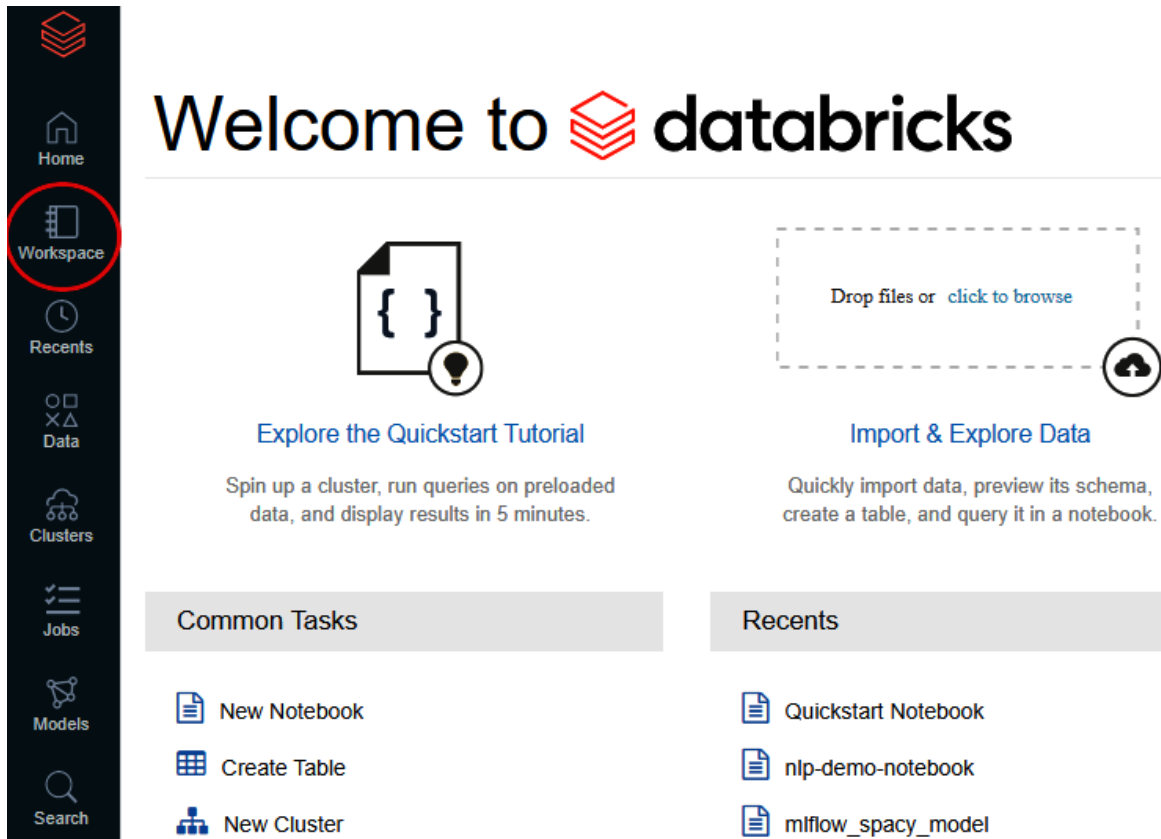 Home
Workspace
Recents
Data
Clusters
Jobs
Models
Search
Welcome to databricks
{ }
Explore the Quickstart Tutorial
Spin up a cluster, run queries on preloaded
data, and display results in 5 minutes.
Drop files or click to browse
Import & Explore Data
Quickly import data, preview its schema,
create a table, and query it in a notebook.
Common Tasks
New Notebook
Create Table
New Cluster
Recents
Quickstart Notebook
nlp-demo-notebook
mlflow_spacy_model